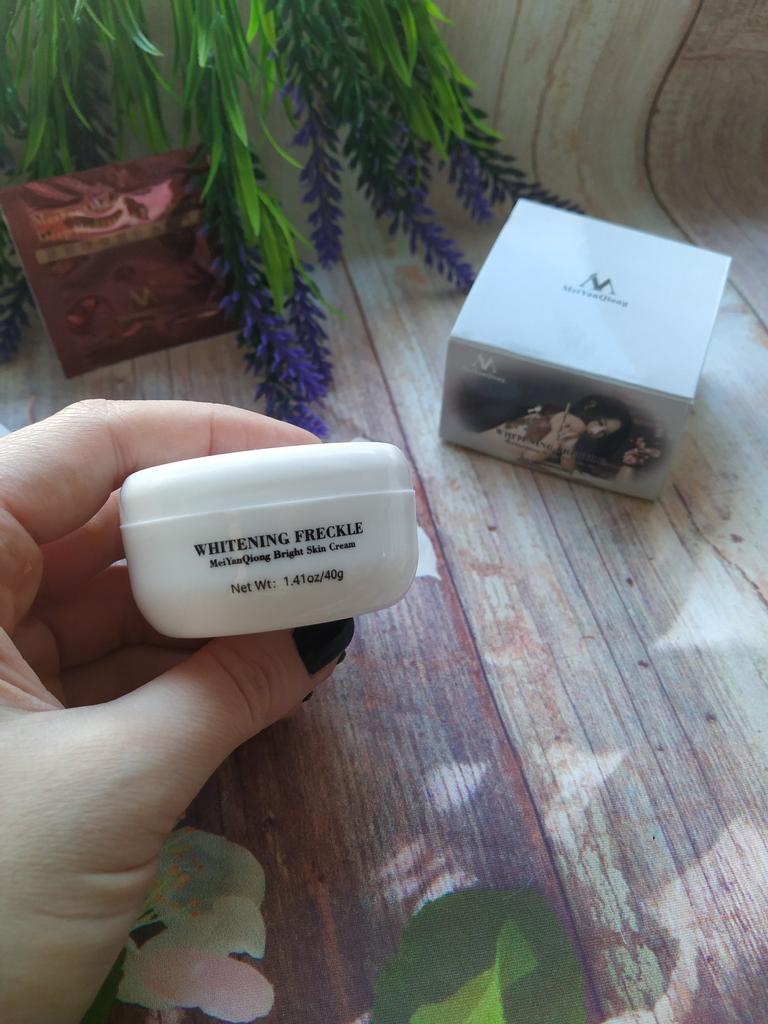 MeiYanQiong
WHITENING FRECKLE
MeiYanQiong Bright Skin Cream
Net Wt: 1.41oz/40g